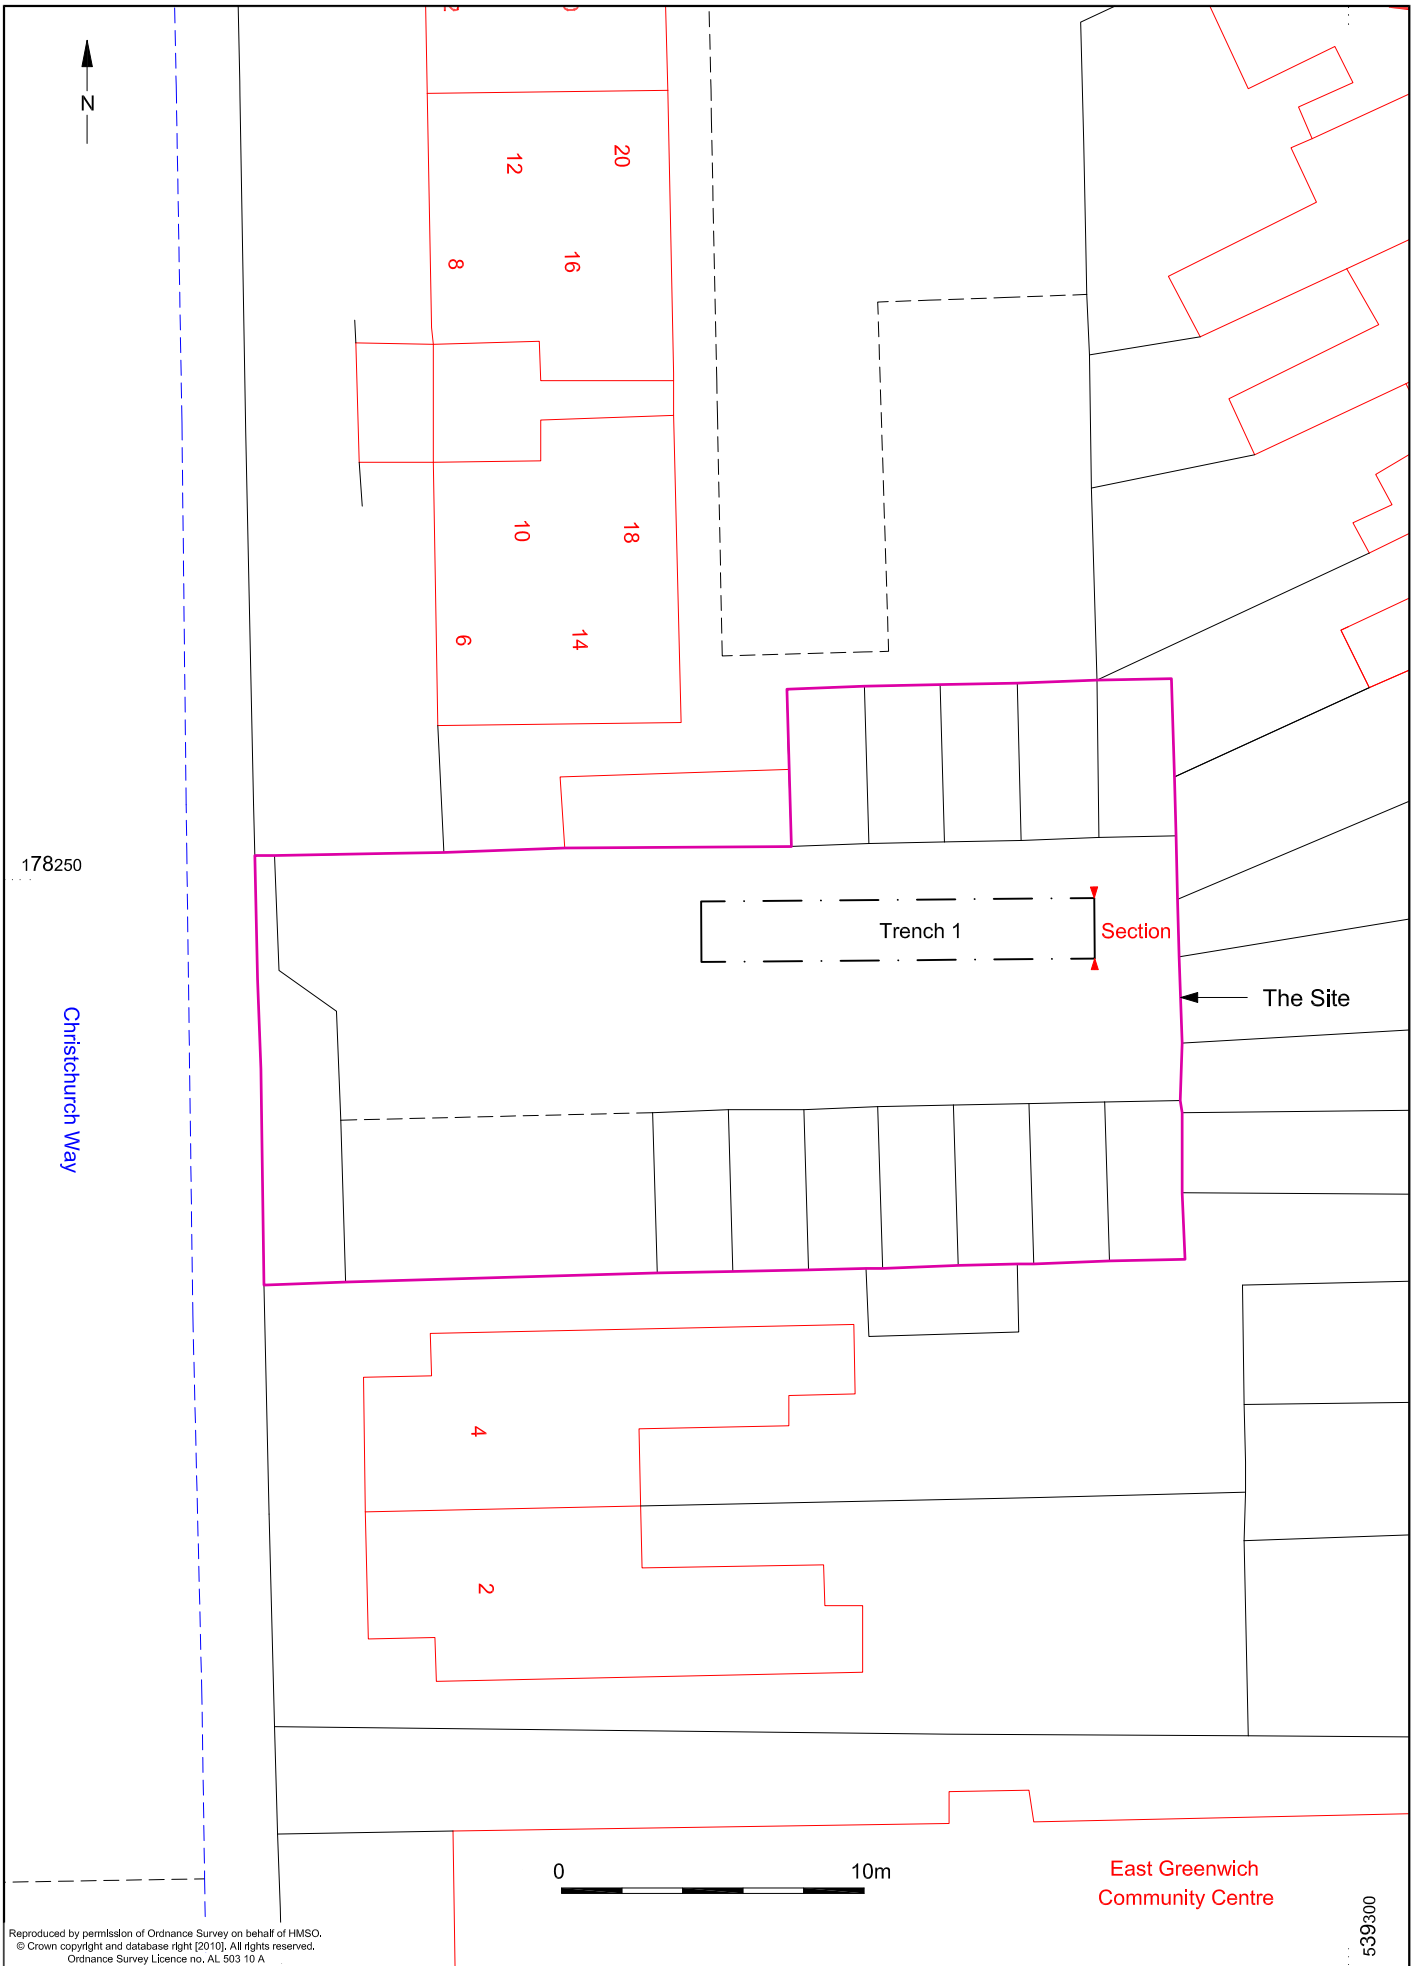 N
12
20
8
16
10
18
6
14
178250
Trench 1
Section
The Site
Christchurch Way
4
2
0 10m
East Greenwich
Community Centre
539300
Reproduced by permission of Ordnance Survey on behalf of HMSO.
© Crown copyright and database right [2010]. All rights reserved.
Ordnance Survey Licence no. AL 503 10 A